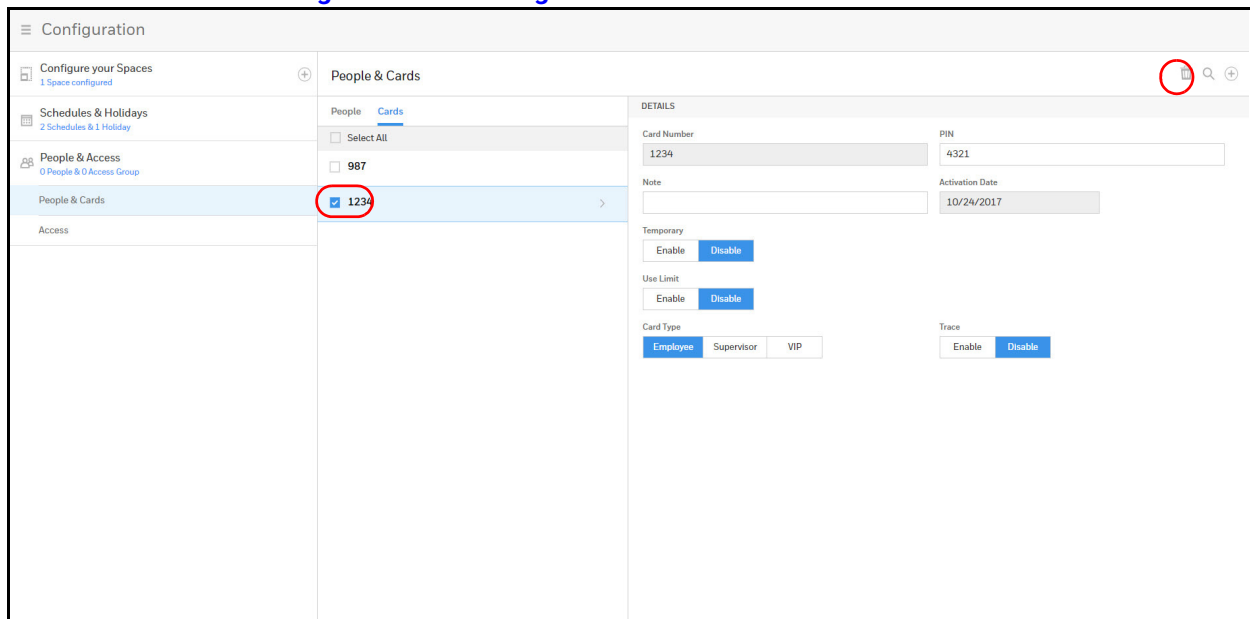 Configuration
Configure your Spaces
1 Space configured
Schedules & Holidays
2 Schedules & 1 Holiday
People & Access
0 People & 0 Access Group
People & Cards
Access
People & Cards
People Cards
Select All
987
1234
DETAILS
Card Number PIN
1234 4321
Note Activation Date
10/24/2017
Temporary
Enable Disable
Use Limit
Enable Disable
Card Type Trace
Employee Supervisor VIP Enable Disable